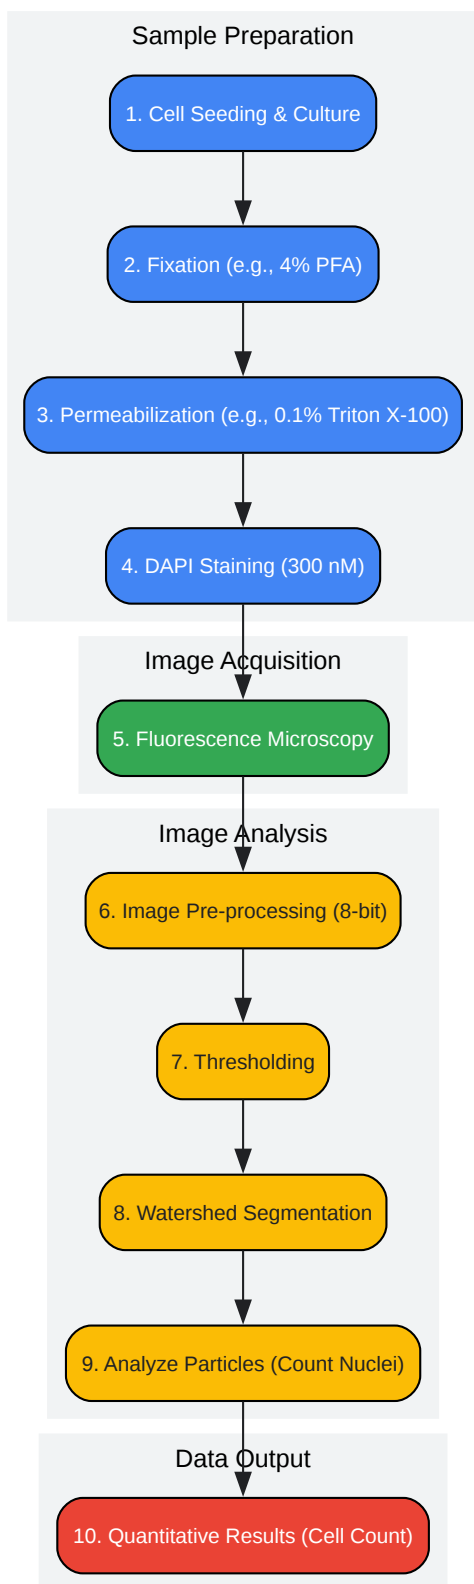 Sample Preparation
1. Cell Seeding & Culture
2. Fixation (e.g., 4% PFA)
3. Permeabilization (e.g., 0.1% Triton X-100)
4. DAPI Staining (300 nM)
Image Acquisition
5. Fluorescence Microscopy
Image Analysis
6. Image Pre-processing (8-bit)
7. Thresholding
8. Watershed Segmentation
9. Analyze Particles (Count Nuclei)
Data Output
10. Quantitative Results (Cell Count)